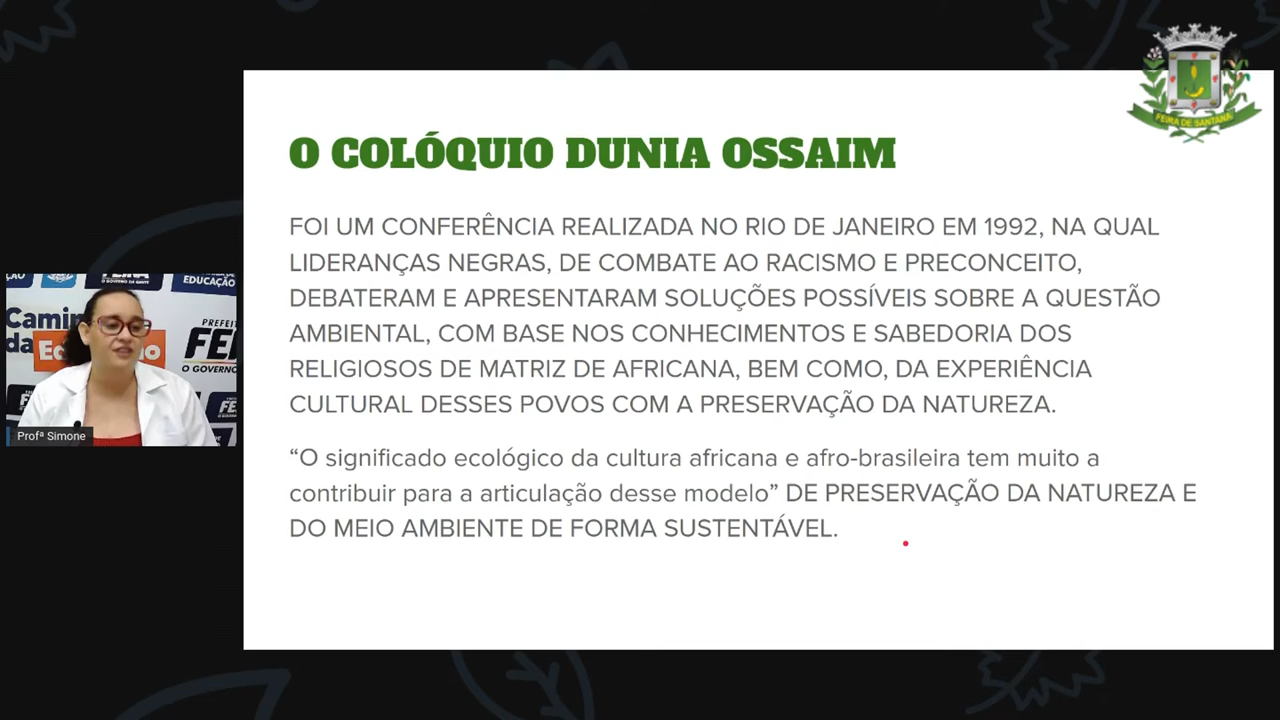 FEIRA DE SANTANA
O COLÓQUIO DUNIA OSSAIM
FOI UM CONFERÊNCIA REALIZADA NO RIO DE JANEIRO EM 1992, NA QUAL
LIDERANÇAS NEGRAS, DE COMBATE AO RACISMO E PRECONCEITO,
DEBATERAM E APRESENTARAM SOLUÇÕES POSSÍVEIS SOBRE A QUESTÃO
AMBIENTAL, COM BASE NOS CONHECIMENTOS E SABEDORIA DOS
RELIGIOSOS DE MATRIZ DE AFRICANA, BEM COMO, DA EXPERIÊNCIA
CULTURAL DESSES POVOS COM A PRESERVAÇÃO DA NATUREZA.
“O significado ecológico da cultura africana e afro-brasileira tem muito a
contribuir para a articulação desse modelo” DE PRESERVAÇÃO DA NATUREZA E
DO MEIO AMBIENTE DE FORMA SUSTENTÁVEL.
EDUCAÇÃO
PREFEIT
FEI
O GOVERNO
Camin
da
Profª Simone